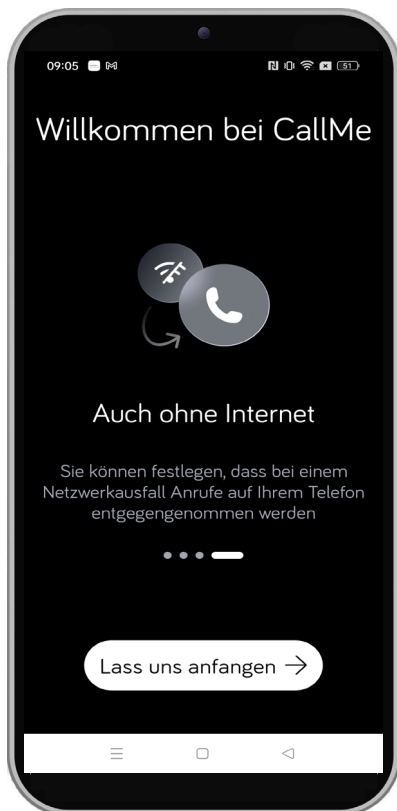 09:05
51
Willkommen bei CallMe
Auch ohne Internet
Sie können festlegen, dass bei einem
Netzwerkausfall Anrufe auf Ihrem Telefon
entgegengenommen werden
Lass uns anfangen →